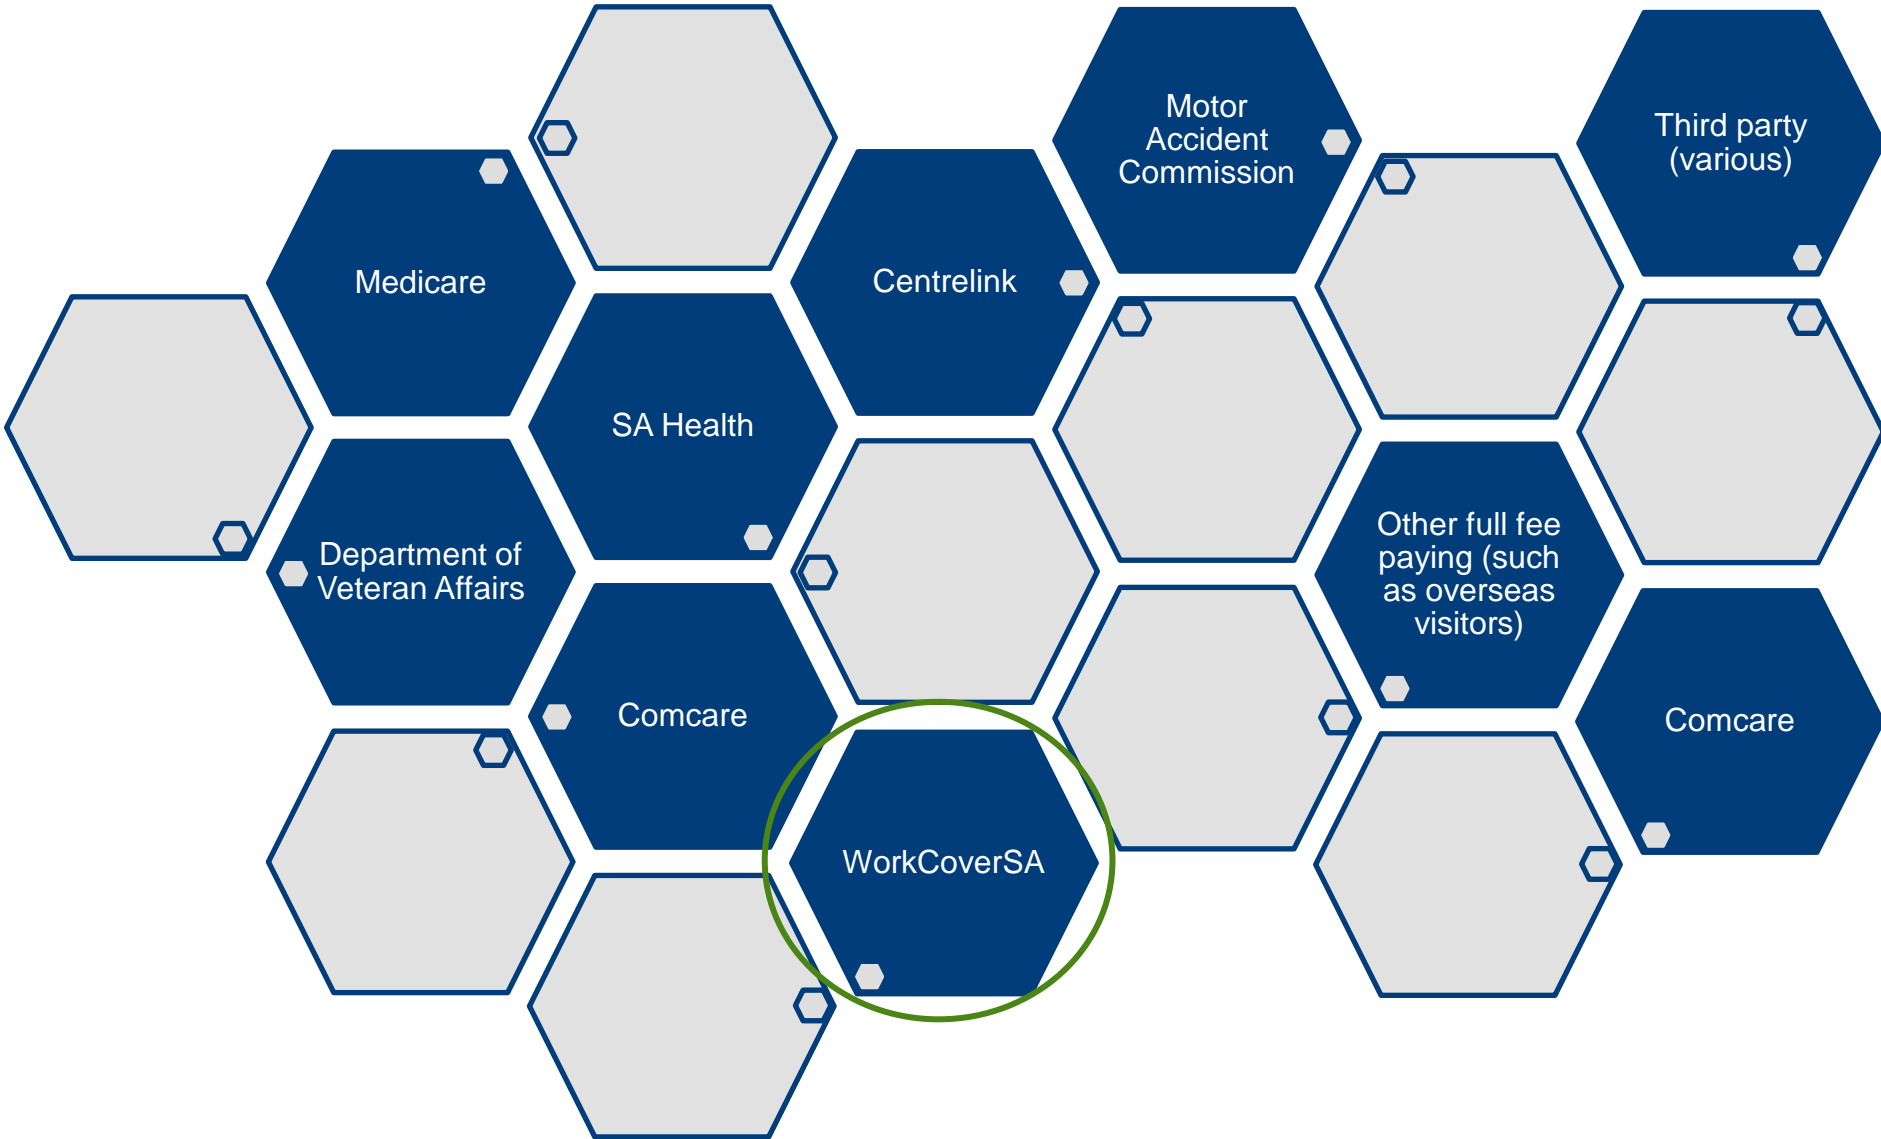 Motor
Accident
Commission
Third party
(various)
Medicare
Centrelink
SA Health
Department of
Veteran Affairs
Other full fee
paying (such
as overseas
visitors)
Comcare
Comcare
WorkCoverSA